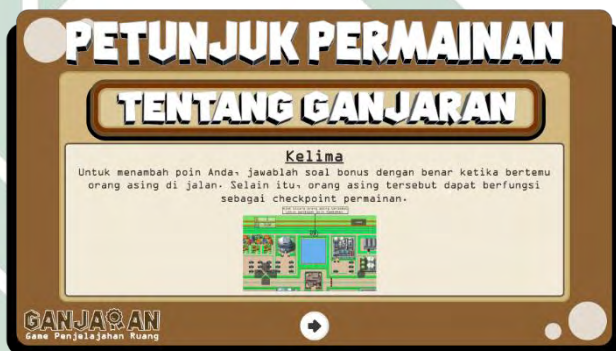 PETUNJUK PERMAINAN
TENTANG GANJARAN
Kelima
Untuk menambah poin Anda, jawablah soal bonus dengan benar ketika bertemu
orang asing di jalan. Selain itu, orang asing tersebut dapat berfungsi
sebagai checkpoint permainan.
GANJARAN
Game Penjelajahan Ruang